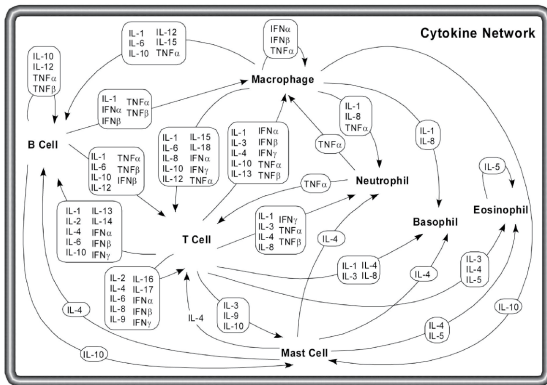 Cytokine Network
IL-10
IL-12
TNFα
TNFβ
IL-1 IL-12
IL-6 IL-15
IL-10 TNFα
IFNα
IFNβ
TNFα
Macrophage
IL-1 TNFα
IFNα TNFβ
IFNβ
B Cell
IL-1 TNFα
IL-6 TNFβ
IL-10 IFNβ
IL-12
IL-1 IL-15
IL-6 IL-18
IL-8 IFNα
IL-10 IFNγ
IL-12 TNFα
IL-1 IFNα
IL-3 IFNβ
IL-4 IFNγ
IL-10 TNFα
IL-13 TNFβ
IL-1
IL-8
TNFα
TNFα
IL-1
IL-8
IL-5
Neutrophil
TNFα
Eosinophil
Basophil
IL-1 IL-13
IL-2 IL-14
IL-4 IFNα
IL-6 IFNβ
IL-10 IFNγ
T Cell
IL-1 IFNγ
IL-3 TNFα
IL-4 TNFβ
IL-8
IL-4
IL-2 IL-16
IL-4 IL-17
IL-6 IFNα
IL-8 IFNβ
IL-9 IFNγ
IL-1 IL-4
IL-3 IL-8
IL-4
IL-3
IL-4
IL-5
IL-4
IL-4
IL-3
IL-9
IL-10
IL-4
IL-5
IL-10
IL-10
Mast Cell